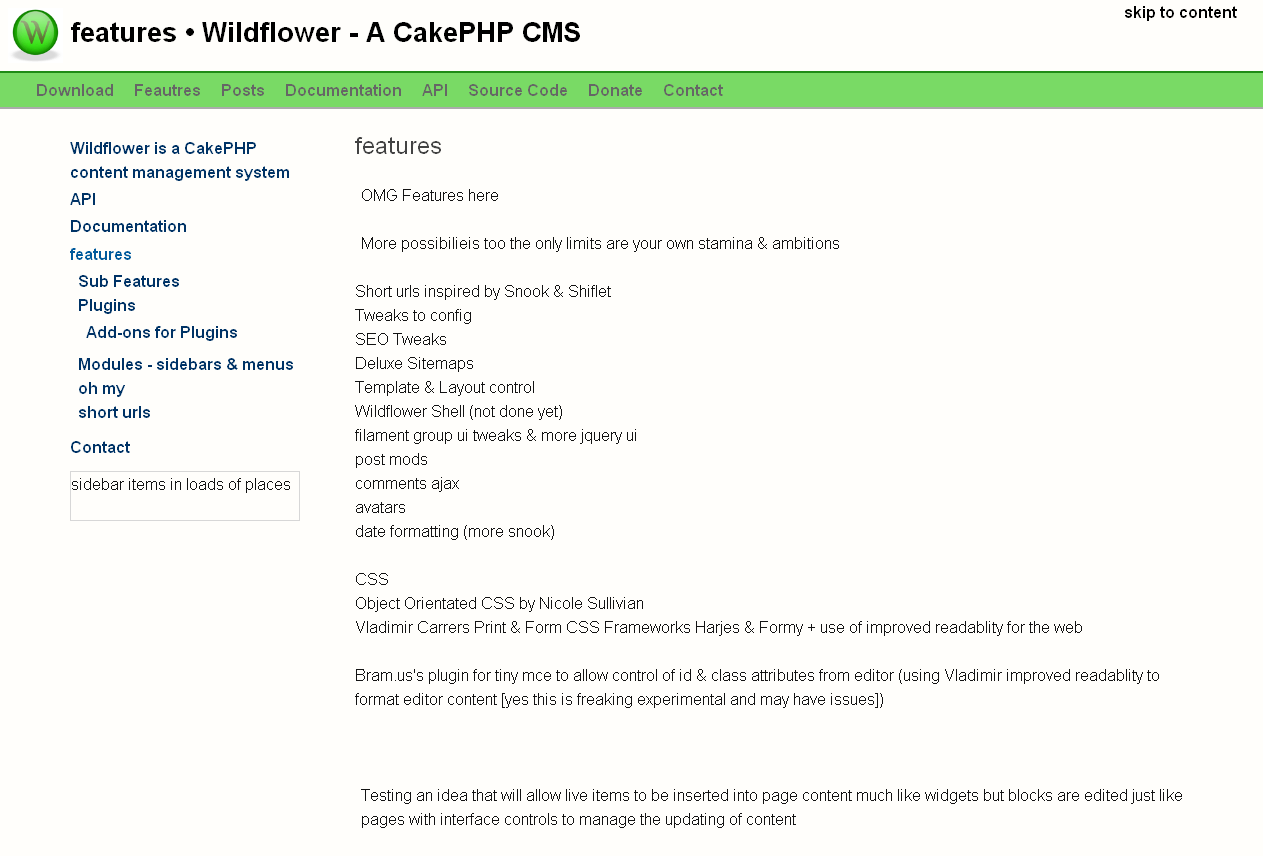 skip to content
W
features • Wildflower - A CakePHP CMS
Download Feautres Posts Documentation API Source Code Donate Contact
Wildflower is a CakePHP
content management system
API
Documentation
features
Sub Features
Plugins
Add-ons for Plugins
Modules - sidebars & menus
oh my
short urls
Contact
sidebar items in loads of places
features
OMG Features here
More possibilieis too the only limits are your own stamina & ambitions
Short urls inspired by Snook & Shiflet
Tweaks to config
SEO Tweaks
Deluxe Sitemaps
Template & Layout control
Wildflower Shell (not done yet)
filament group ui tweaks & more jquery ui
post mods
comments ajax
avatars
date formatting (more snook)
CSS
Object Orientated CSS by Nicole Sullivian
Vladimir Carrers Print & Form CSS Frameworks Harjes & Formy + use of improved readablity for the web
Bram.us's plugin for tiny mce to allow control of id & class attributes from editor (using Vladimir improved readablity to
format editor content [yes this is freaking experimental and may have issues])
Testing an idea that will allow live items to be inserted into page content much like widgets but blocks are edited just like
pages with interface controls to manage the updating of content